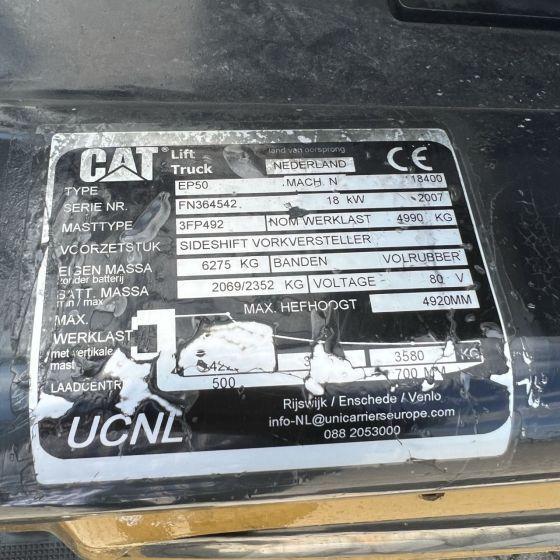 CAT Lift Truck land van oorsprong NEDERLAND CE
TYPE EP50 MACH. N 18400
SERIE NR. FN364542 18 kW 2007
MASTTYPE 3FP492 NOM WERKLAST 4990 KG
VOORZETSTUK SIDESHIFT VORKVERSTELLER
EIGEN MASSA zonder batterij 6275 KG BANDEN VOLRUBBER
BATT. MASSA min / max 2069/2352 KG VOLTAGE 80 V
MAX. HEFHOOGT 4920MM
MAX. WERKLAST met vertikale mast 3580 KG
LAADCENTR 500 700 MM
UCNL
Rijswijk / Enschede / Venlo
info-NL@unicarrierseurope.com
088 2053000